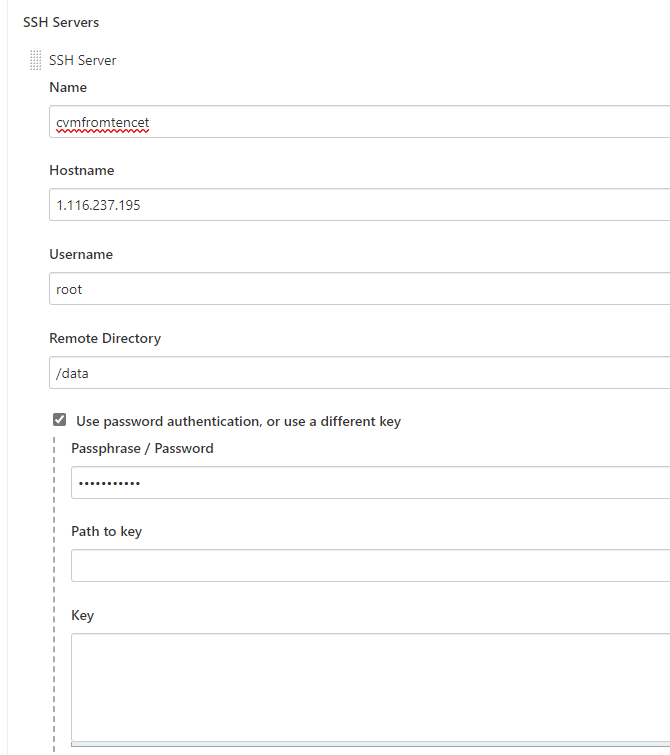 SSH Servers
SSH Server
Name
cvmfromtencet
Hostname
1.116.237.195
Username
root
Remote Directory
/data
Use password authentication, or use a different key
Passphrase / Password
•••••••••••
Path to key
Key